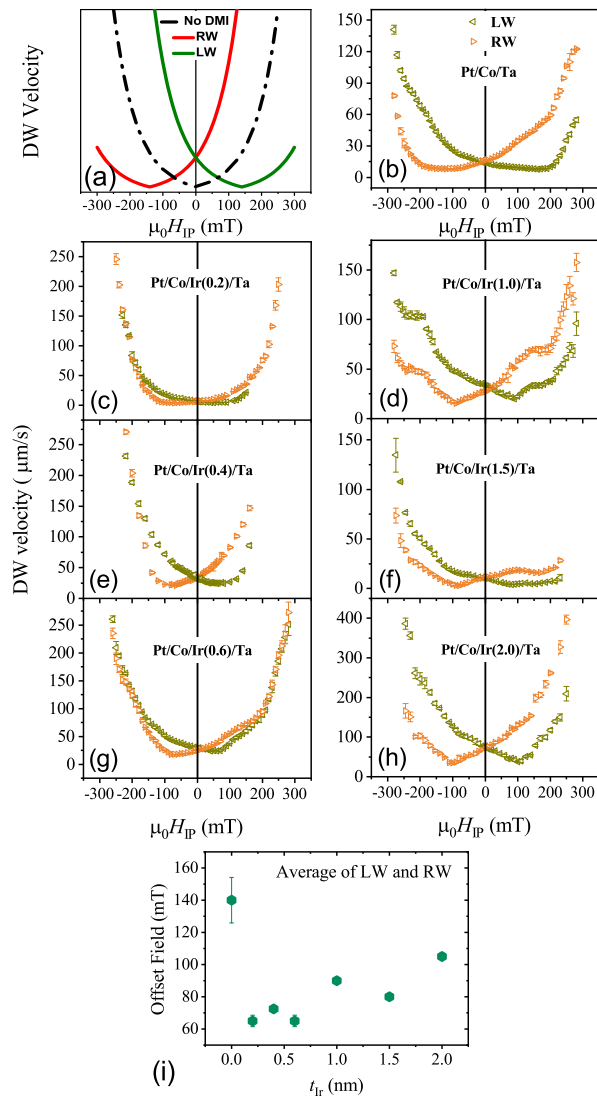 DW Velocity
No DMI
RW
LW
(a)
-300 -200 -100 0 100 200 300
μ0HIP (mT)
150
120
90
60
30
0
LW
RW
Pt/Co/Ta
(b)
-300 -200 -100 0 100 200 300
μ0HIP (mT)
DW velocity ( μm/s)
250
200
150
100
50
0
Pt/Co/Ir(0.2)/Ta
(c)
150
100
50
0
Pt/Co/Ir(1.0)/Ta
(d)
250
200
150
100
50
0
Pt/Co/Ir(0.4)/Ta
(e)
150
100
50
0
Pt/Co/Ir(1.5)/Ta
(f)
250
200
150
100
50
0
Pt/Co/Ir(0.6)/Ta
(g)
-300 -200 -100 0 100 200 300
μ0HIP (mT)
400
300
200
100
0
Pt/Co/Ir(2.0)/Ta
(h)
-300 -200 -100 0 100 200 300
μ0HIP (mT)
Offset Field (mT)
160
140
120
100
80
60
Average of LW and RW
0.0 0.5 1.0 1.5 2.0
(i)
tIr (nm)